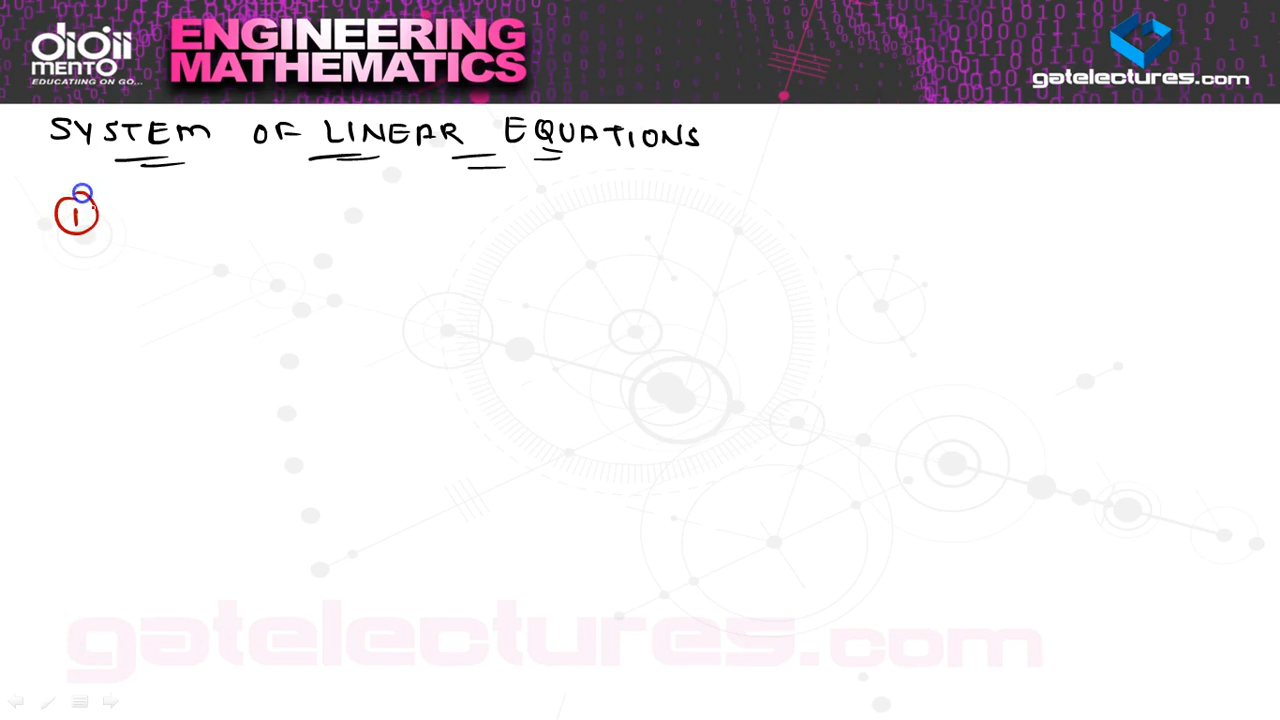 digii
MENTO
EDUCATIING ON GO...
ENGINEERING
MATHEMATICS
gatelectures.com
SYSTEM OF LINEAR EQUATIONS
1
gatelectures.com